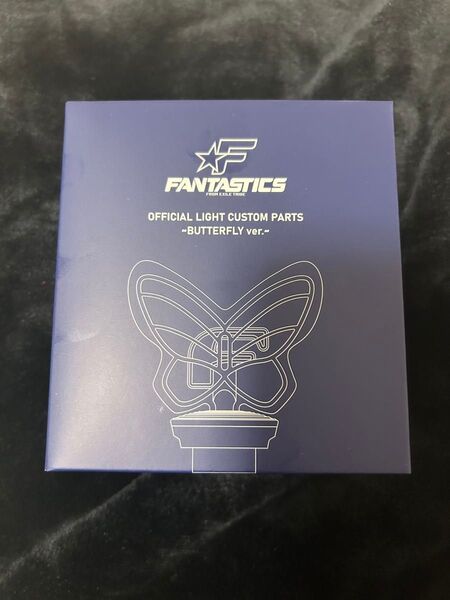 F
FANTASTICS
FROM EXILE TRIBE
OFFICIAL LIGHT CUSTOM PARTS
~BUTTERFLY ver.~